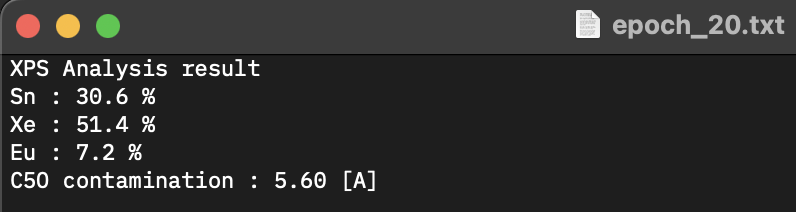 epoch_20.txt
XPS Analysis result
Sn : 30.6 %
Xe : 51.4 %
Eu : 7.2 %
C5O contamination : 5.60 [A]